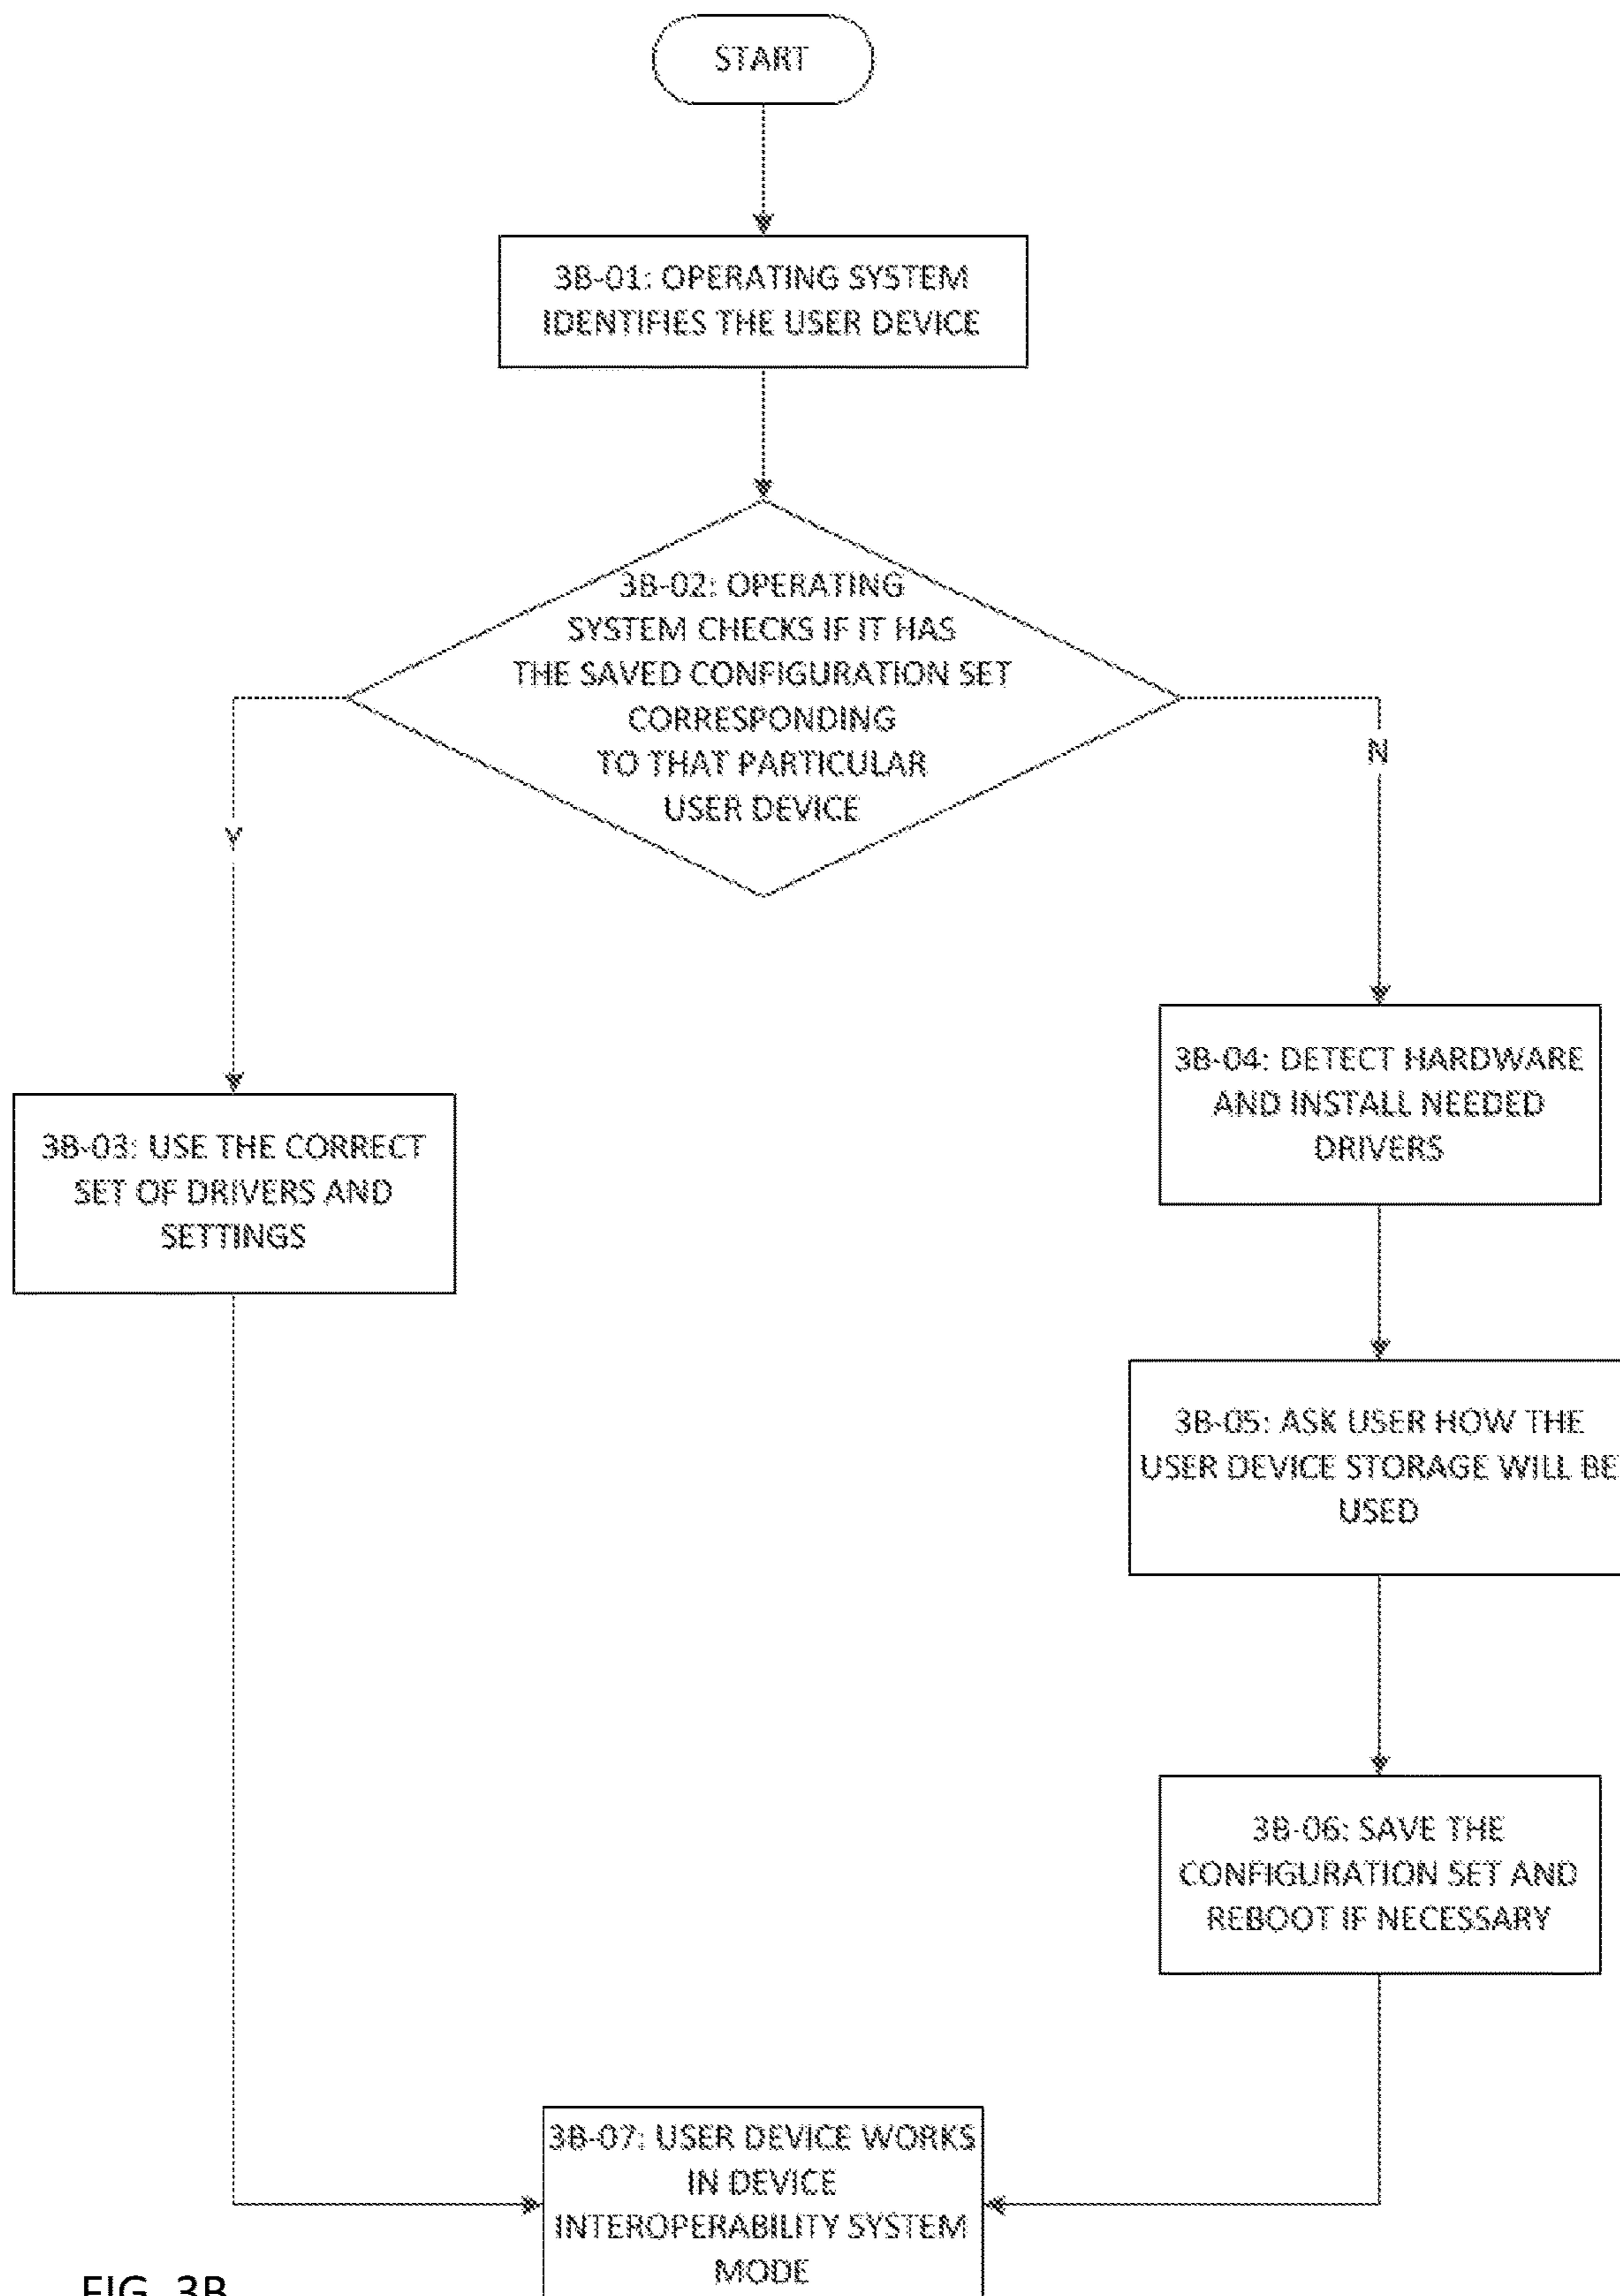 START
3B-01: OPERATING SYSTEM
IDENTIFIES THE USER DEVICE
3B-02: OPERATING
SYSTEM CHECKS IF IT HAS
THE SAVED CONFIGURATION SET
CORRESPONDING
TO THAT PARTICULAR
USER DEVICE
N
Y
3B-04: DETECT HARDWARE
AND INSTALL NEEDED
DRIVERS
3B-03: USE THE CORRECT
SET OF DRIVERS AND
SETTINGS
3B-05: ASK USER HOW THE
USER DEVICE STORAGE WILL BE
USED
3B-06: SAVE THE
CONFIGURATION SET AND
REBOOT IF NECESSARY
3B-07: USER DEVICE WORKS
IN DEVICE
INTEROPERABILITY SYSTEM
MODE
FIG. 3B